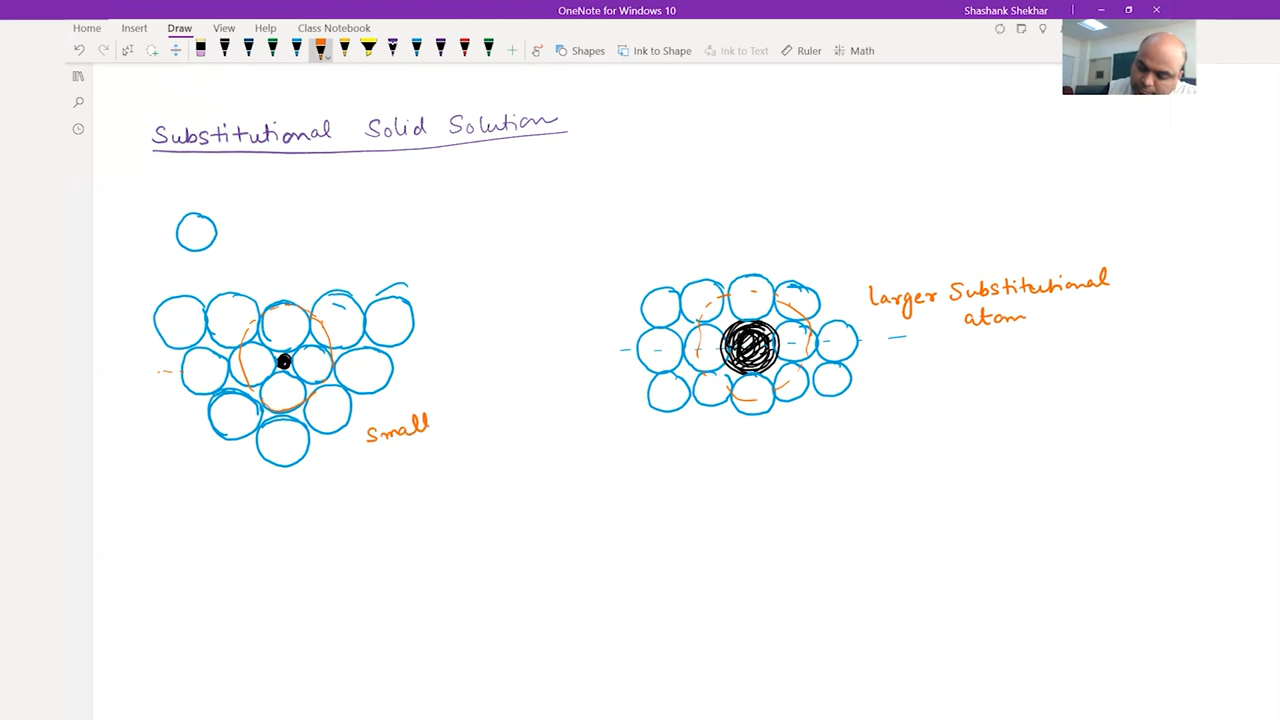 OneNote for Windows 10
Shashank Shekhar
Home Insert Draw View Help Class Notebook
Shapes Ink to Shape Ink to Text Ruler Math
Substitutional Solid Solution
larger Substitutional
atom
Small